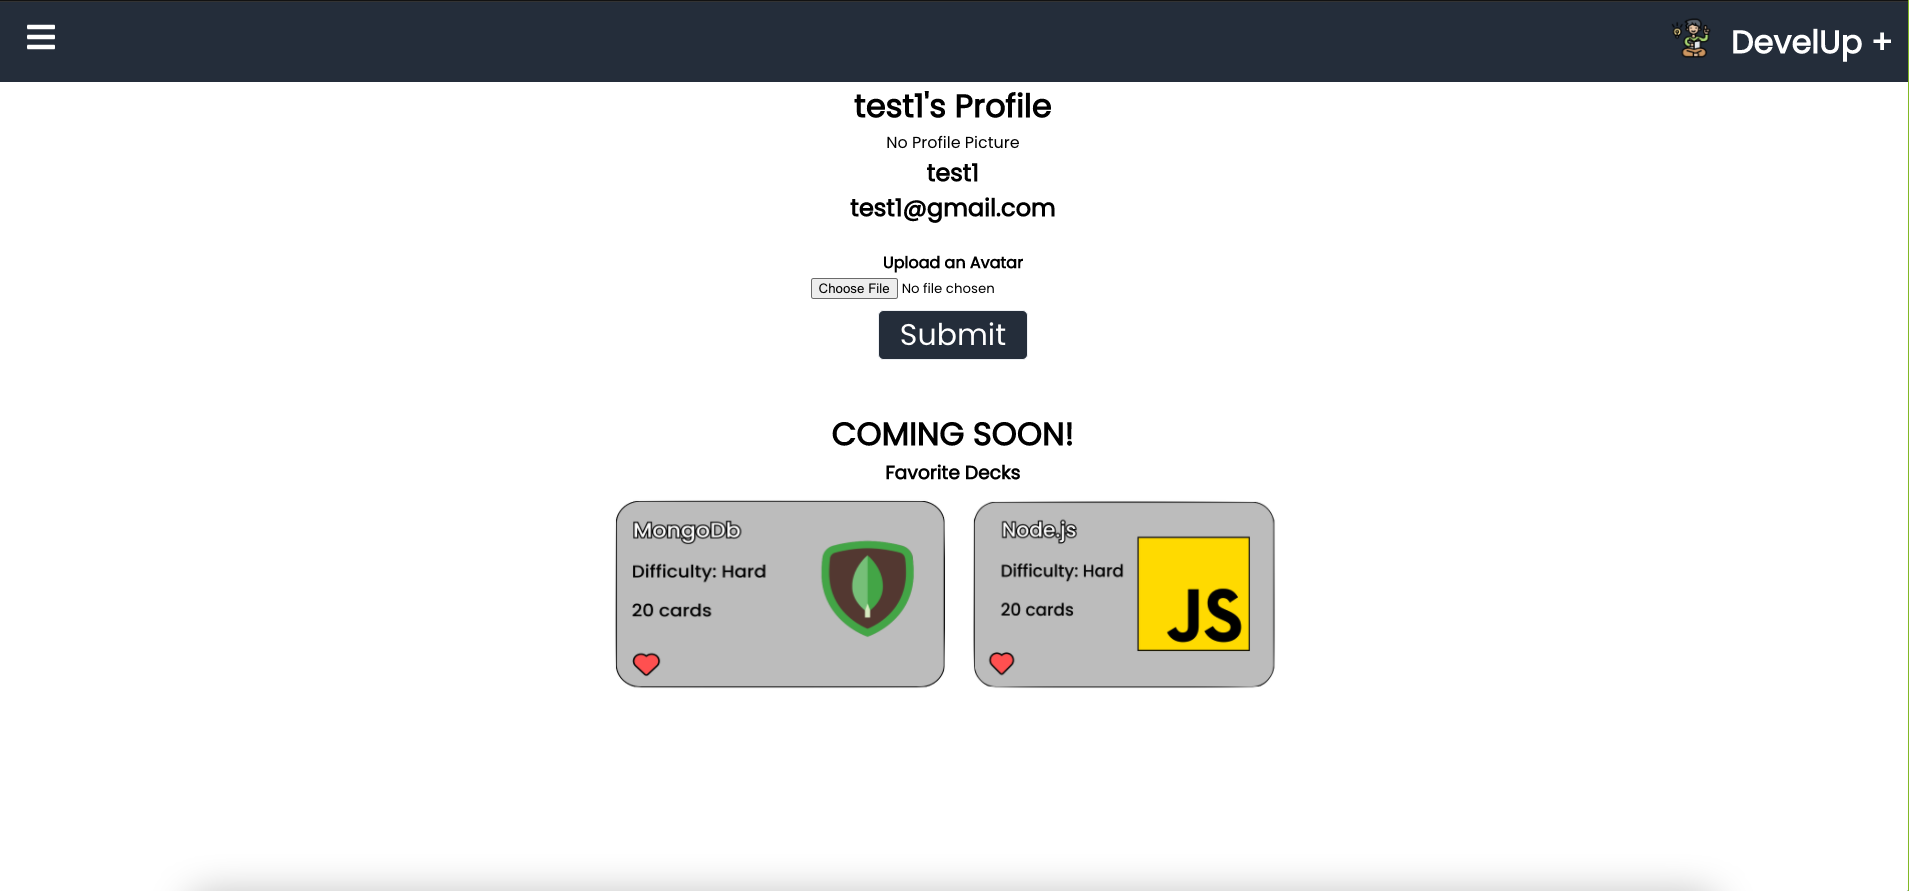 DevelUp +
test1's Profile
No Profile Picture
test1
test1@gmail.com
Upload an Avatar
Choose File No file chosen
Submit
COMING SOON!
Favorite Decks
MongoDb
Difficulty: Hard
20 cards
Node.js
Difficulty: Hard
20 cards
JS